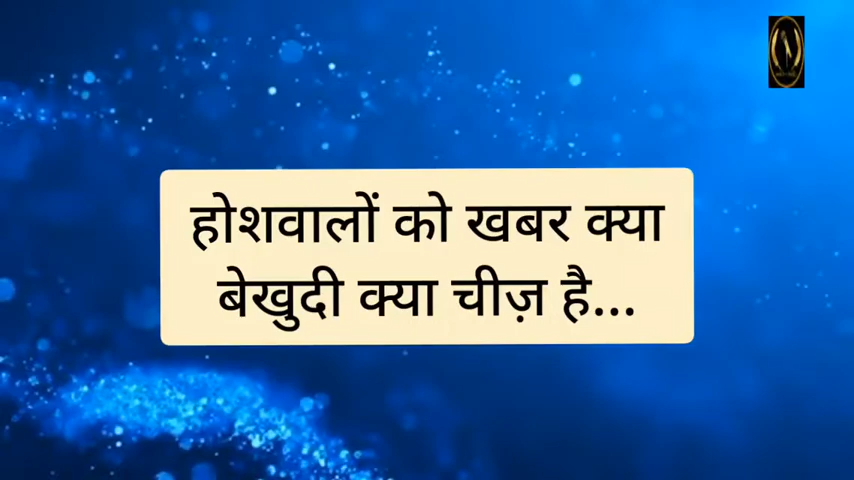 होशवालों को खबर क्या
बेखुदी क्या चीज़ है...